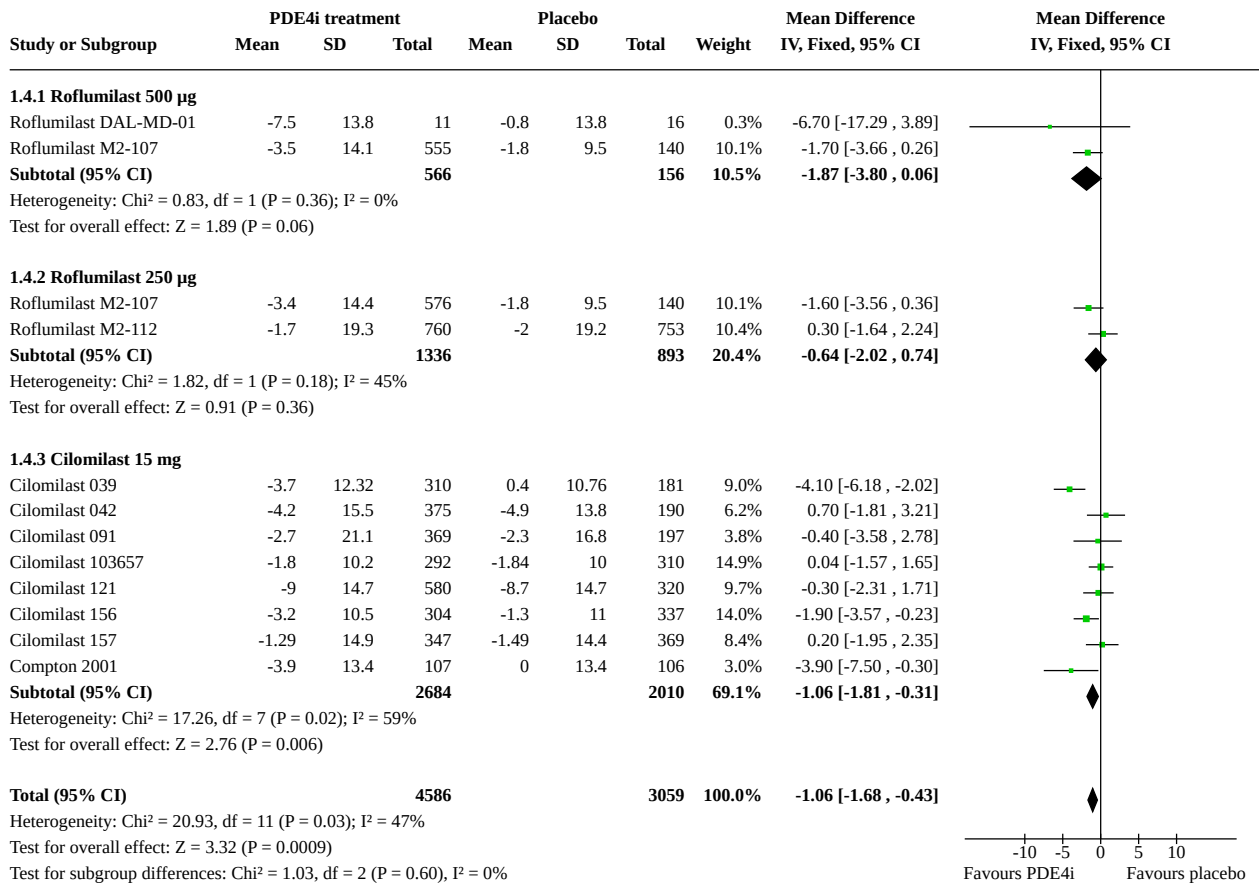 PDE4i treatment Placebo Mean Difference Mean Difference
Study or Subgroup Mean SD Total Mean SD Total Weight IV, Fixed, 95% CI IV, Fixed, 95% CI
1.4.1 Roflumilast 500 µg
Roflumilast DAL-MD-01 -7.5 13.8 11 -0.8 13.8 16 0.3% -6.70 [-17.29 , 3.89]
Roflumilast M2-107 -3.5 14.1 555 -1.8 9.5 140 10.1% -1.70 [-3.66 , 0.26]
Subtotal (95% CI) 566 156 10.5% -1.87 [-3.80 , 0.06]
Heterogeneity: Chi² = 0.83, df = 1 (P = 0.36); I² = 0%
Test for overall effect: Z = 1.89 (P = 0.06)
1.4.2 Roflumilast 250 µg
Roflumilast M2-107 -3.4 14.4 576 -1.8 9.5 140 10.1% -1.60 [-3.56 , 0.36]
Roflumilast M2-112 -1.7 19.3 760 -2 19.2 753 10.4% 0.30 [-1.64 , 2.24]
Subtotal (95% CI) 1336 893 20.4% -0.64 [-2.02 , 0.74]
Heterogeneity: Chi² = 1.82, df = 1 (P = 0.18); I² = 45%
Test for overall effect: Z = 0.91 (P = 0.36)
1.4.3 Cilomilast 15 mg
Cilomilast 039 -3.7 12.32 310 0.4 10.76 181 9.0% -4.10 [-6.18 , -2.02]
Cilomilast 042 -4.2 15.5 375 -4.9 13.8 190 6.2% 0.70 [-1.81 , 3.21]
Cilomilast 091 -2.7 21.1 369 -2.3 16.8 197 3.8% -0.40 [-3.58 , 2.78]
Cilomilast 103657 -1.8 10.2 292 -1.84 10 310 14.9% 0.04 [-1.57 , 1.65]
Cilomilast 121 -9 14.7 580 -8.7 14.7 320 9.7% -0.30 [-2.31 , 1.71]
Cilomilast 156 -3.2 10.5 304 -1.3 11 337 14.0% -1.90 [-3.57 , -0.23]
Cilomilast 157 -1.29 14.9 347 -1.49 14.4 369 8.4% 0.20 [-1.95 , 2.35]
Compton 2001 -3.9 13.4 107 0 13.4 106 3.0% -3.90 [-7.50 , -0.30]
Subtotal (95% CI) 2684 2010 69.1% -1.06 [-1.81 , -0.31]
Heterogeneity: Chi² = 17.26, df = 7 (P = 0.02); I² = 59%
Test for overall effect: Z = 2.76 (P = 0.006)
Total (95% CI) 4586 3059 100.0% -1.06 [-1.68 , -0.43]
Heterogeneity: Chi² = 20.93, df = 11 (P = 0.03); I² = 47%
Test for overall effect: Z = 3.32 (P = 0.0009)
-10 -5 0 5 10
Test for subgroup differences: Chi² = 1.03, df = 2 (P = 0.60), I² = 0%
Favours PDE4i Favours placebo